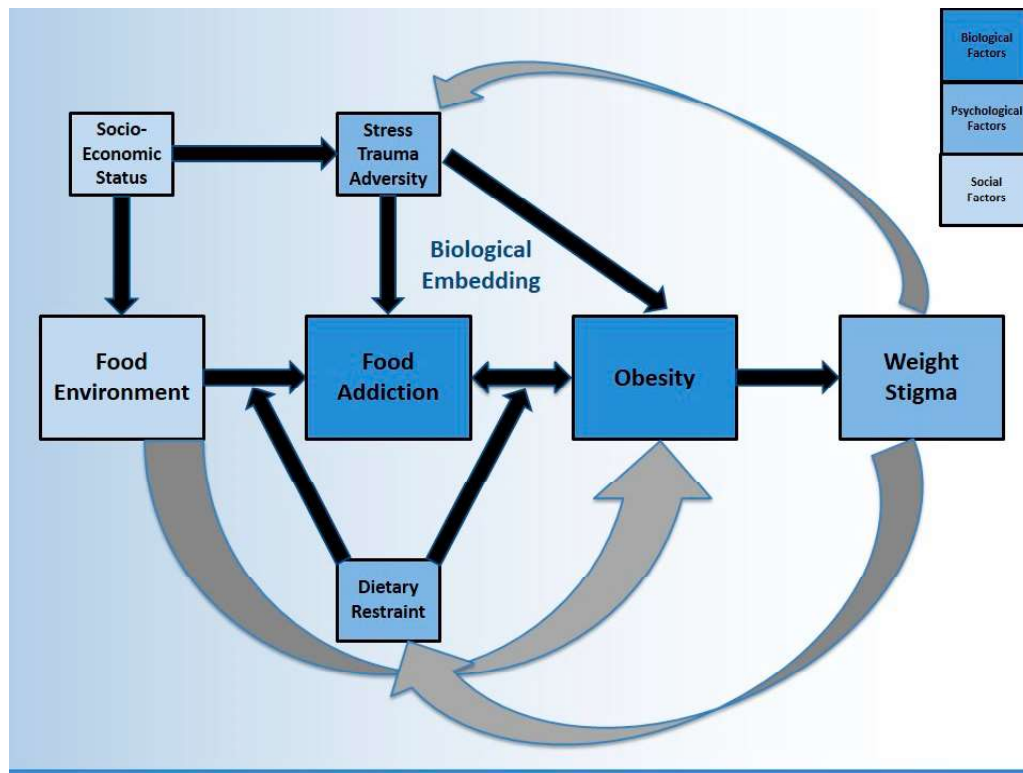 Biological
Factors
Psychological
Factors
Social
Factors
Socio-
Economic
Status
Stress
Trauma
Adversity
Biological
Embedding
Food
Environment
Food
Addiction
Obesity
Weight
Stigma
Dietary
Restraint